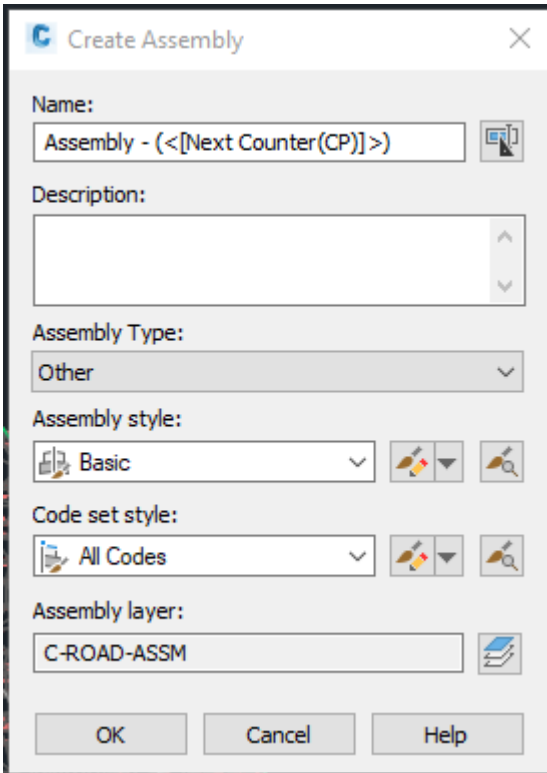 Create Assembly
Name:
Assembly - (<[Next Counter(CP)]>)
Description:
Assembly Type:
Other
Assembly style:
Basic
Code set style:
All Codes
Assembly layer:
C-ROAD-ASSM
OK Cancel Help